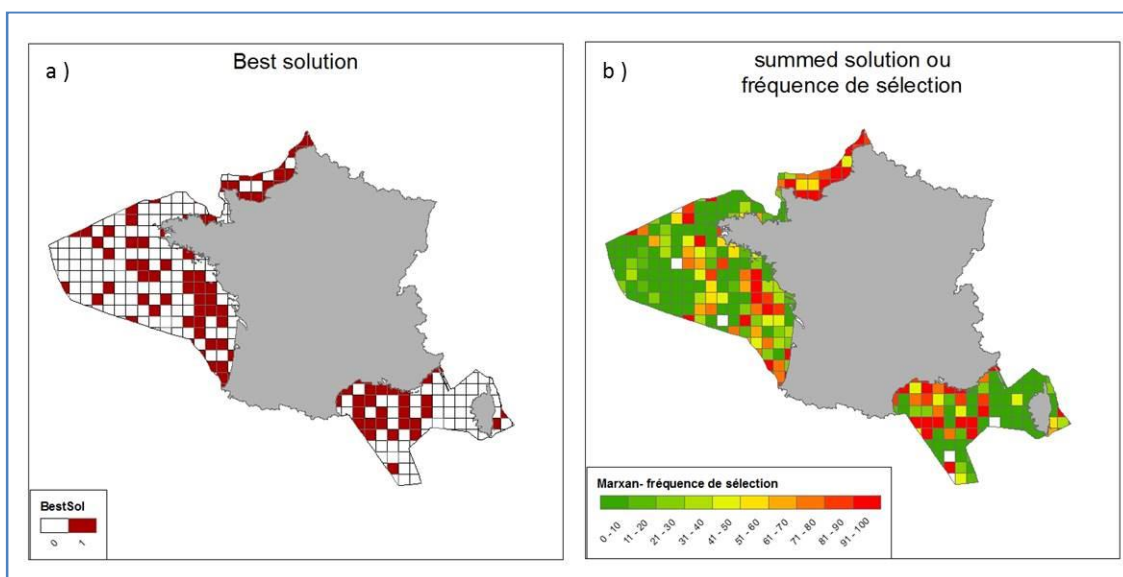 a )
Best solution
BestSol
0
1
b )
summed solution ou
fréquence de sélection
Marxan- fréquence de sélection
0 - 10
11 - 20
21 - 30
31 - 40
41 - 50
51 - 60
61 - 70
71 - 80
81 - 90
91 - 100